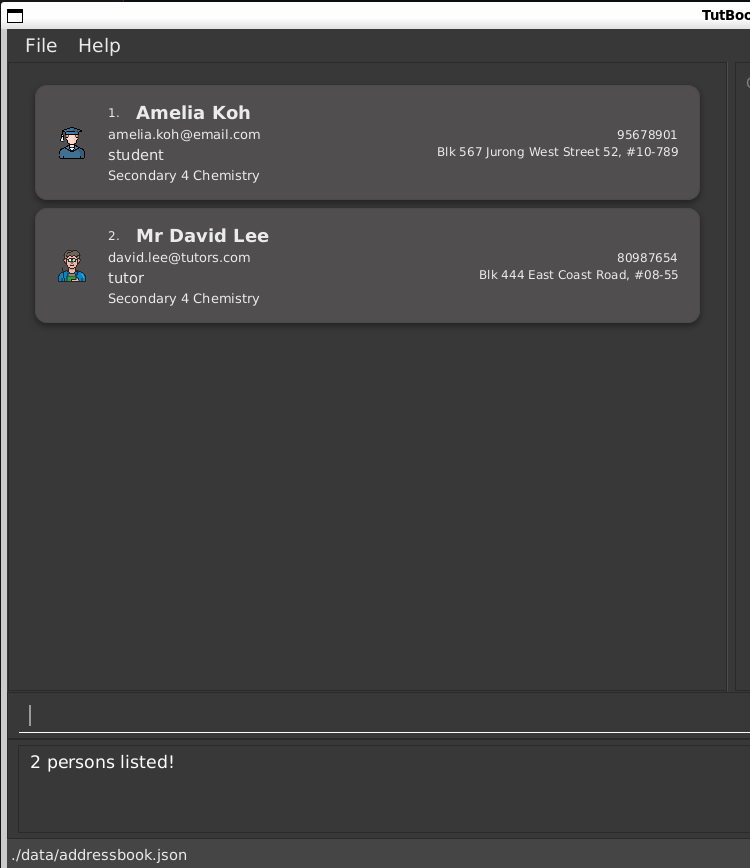 TutBoo
File Help
1. Amelia Koh
amelia.koh@email.com
95678901
student
Blk 567 Jurong West Street 52, #10-789
Secondary 4 Chemistry
2. Mr David Lee
david.lee@tutors.com
80987654
tutor
Blk 444 East Coast Road, #08-55
Secondary 4 Chemistry
2 persons listed!
./data/addressbook.json